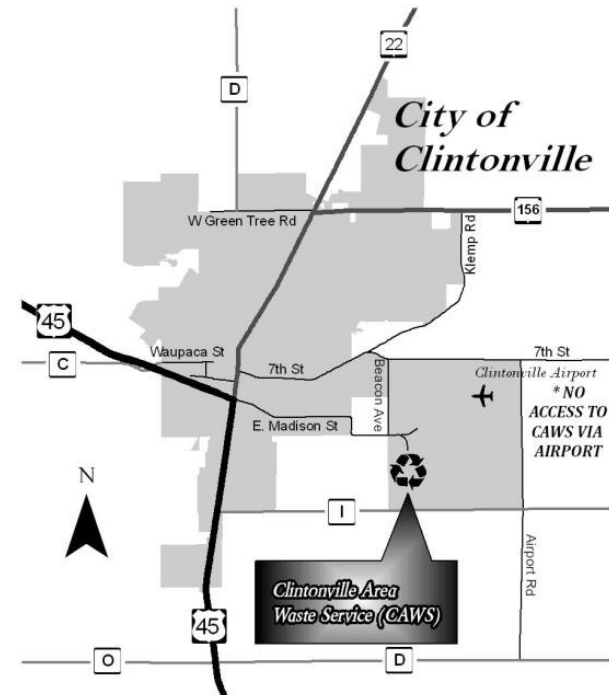 22
D
City of
Clintonville
W Green Tree Rd
156
Klemp Rd
45
C
Waupaca St
7th St
7th St
Beacon Ave
Clintonville Airport
* NO
ACCESS TO
CAWS VIA
AIRPORT
E. Madison St
N
I
Airport Rd
Clintonville Area
Waste Service (CAWS)
45
O
D